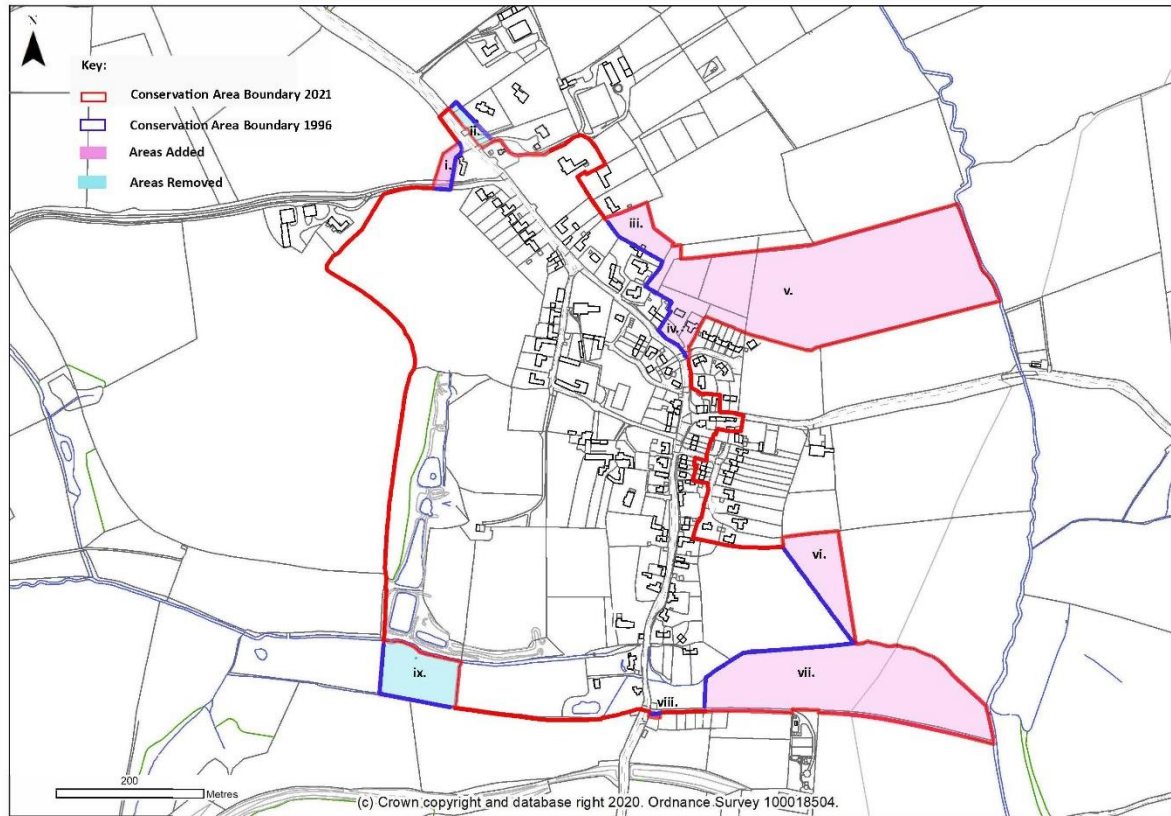 N
Key:
Conservation Area Boundary 2021
Conservation Area Boundary 1996
Areas Added
Areas Removed
ii.
i.
iii.
v.
iv.
vi.
vii.
ix.
viii.
200
Metres
(c) Crown copyright and database right 2020. Ordnance Survey 100018504.